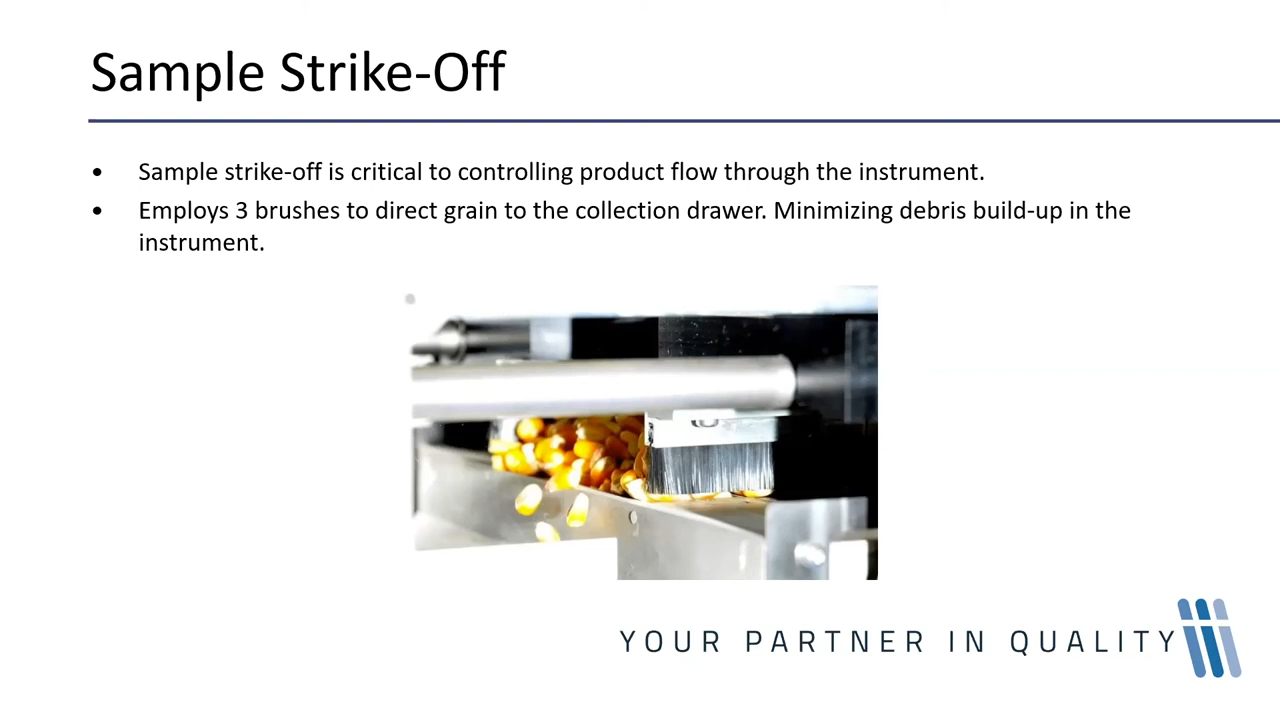 Sample Strike-Off
• Sample strike-off is critical to controlling product flow through the instrument.
• Employs 3 brushes to direct grain to the collection drawer. Minimizing debris build-up in the
instrument.
YOUR PARTNER IN QUALITY